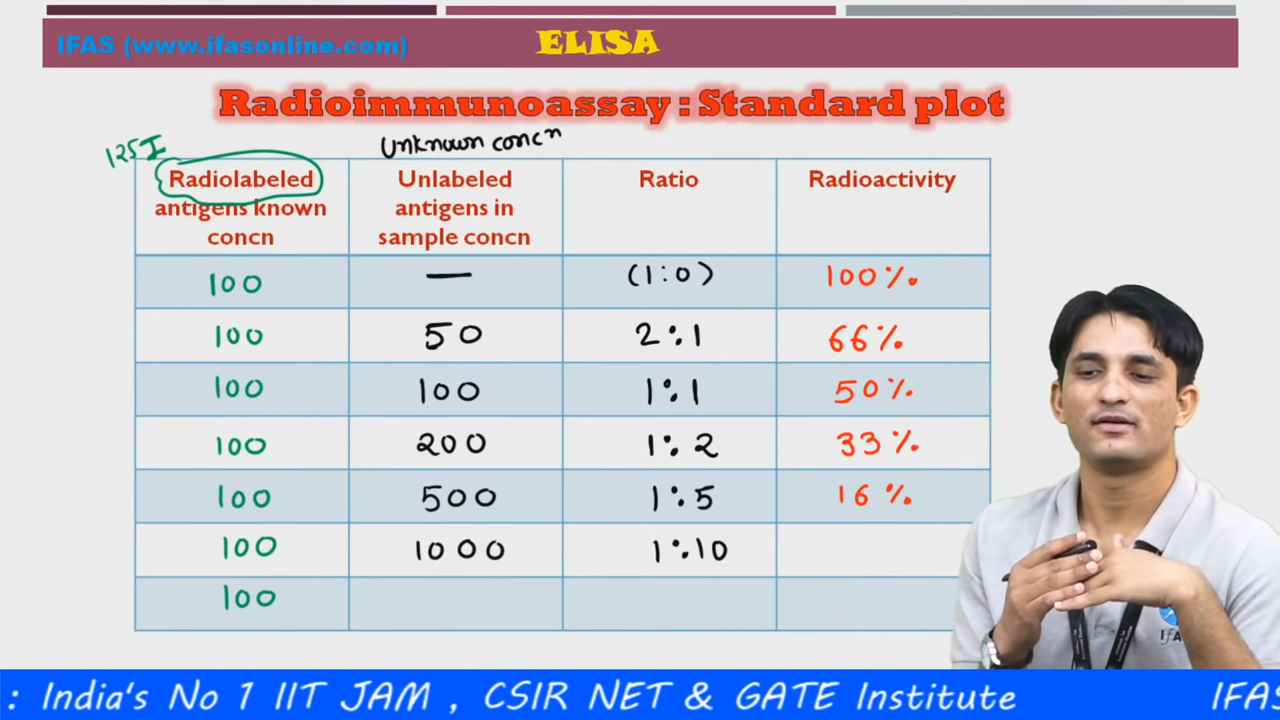 IFAS (www.ifasonline.com)
ELISA
Radioimmunoassay : Standard plot
125I
Unknown concn
Radiolabeled antigens known concn
Unlabeled antigens in sample concn
Ratio
Radioactivity
100 — (1:0) 100%
100 50 2:1 66%
100 100 1:1 50%
100 200 1:2 33%
100 500 1:5 16%
100 1000 1:10
100
IFAS
: India's No 1 IIT JAM , CSIR NET & GATE Institute IFAS